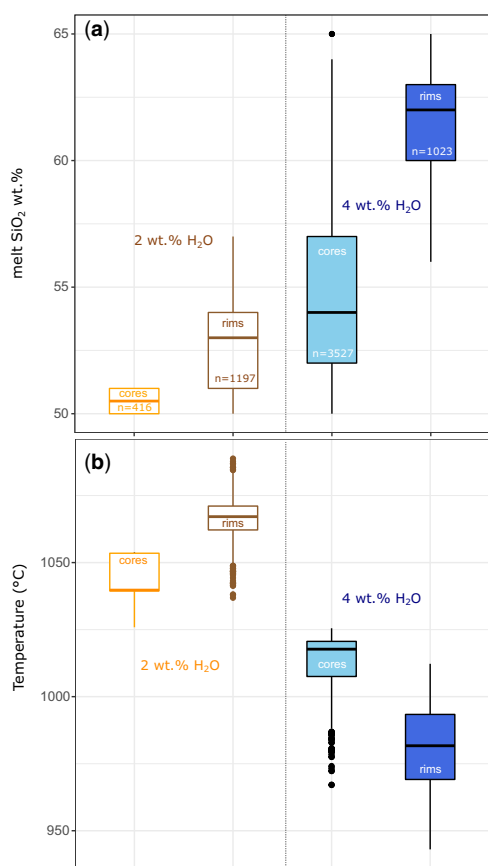 (a)
65
60
55
50
melt SiO₂ wt.%
rims
n=1023
4 wt.% H₂O
2 wt.% H₂O
cores
rims
n=3527
n=1197
cores
n=416
(b)
1050
1000
950
Temperature (°C)
cores
rims
4 wt.% H₂O
2 wt.% H₂O
cores
rims